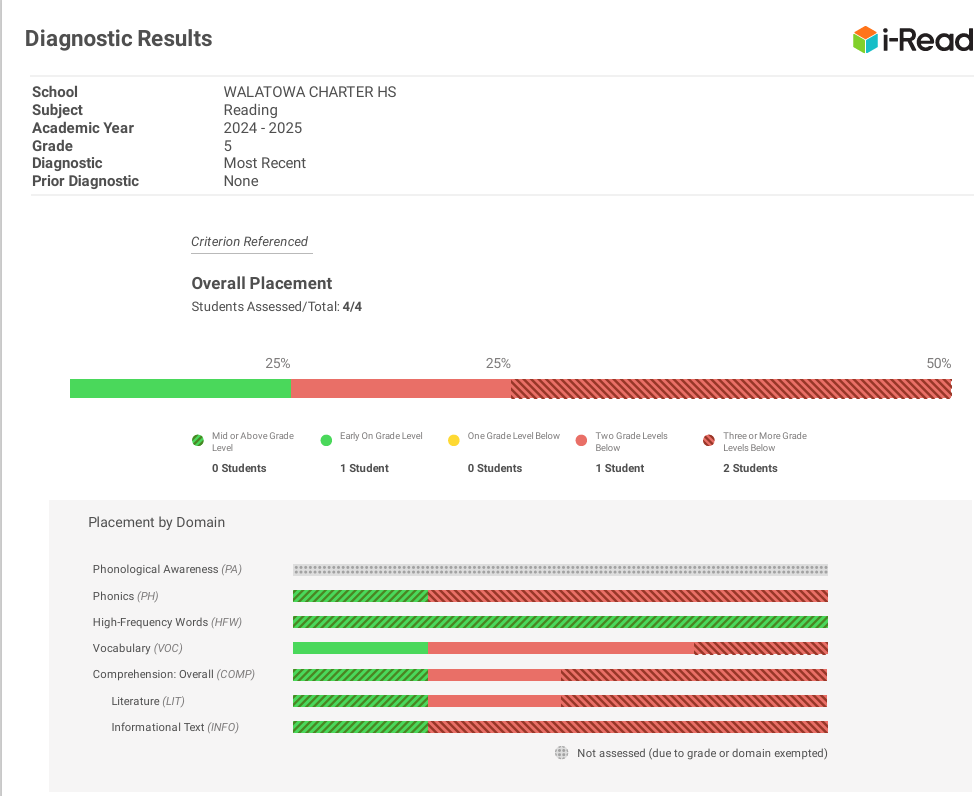 Diagnostic Results
i-Read
School WALATOWA CHARTER HS
Subject Reading
Academic Year 2024 - 2025
Grade 5
Diagnostic Most Recent
Prior Diagnostic None
Criterion Referenced
Overall Placement
Students Assessed/Total: 4/4
25% 25% 50%
Mid or Above Grade Level
0 Students
Early On Grade Level
1 Student
One Grade Level Below
0 Students
Two Grade Levels Below
1 Student
Three or More Grade Levels Below
2 Students
Placement by Domain
Phonological Awareness (PA)
Phonics (PH)
High-Frequency Words (HFW)
Vocabulary (VOC)
Comprehension: Overall (COMP)
Literature (LIT)
Informational Text (INFO)
Not assessed (due to grade or domain exempted)